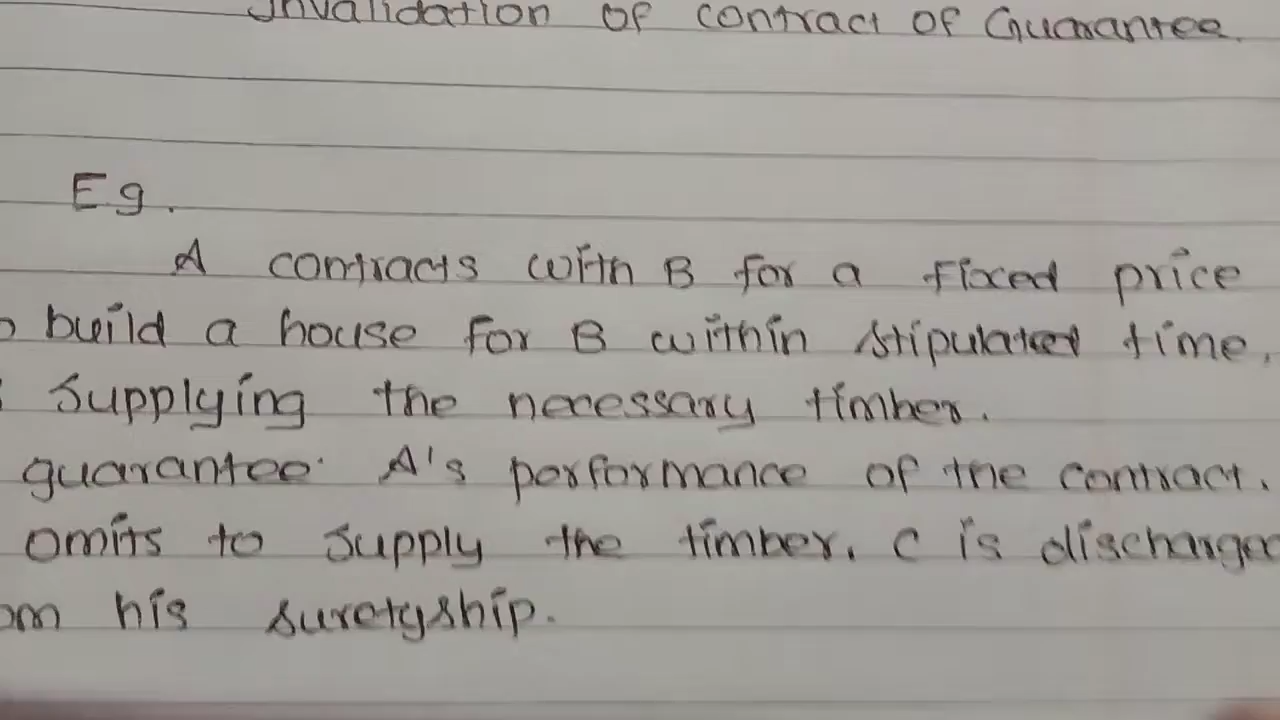 Invalidation of contract of Guarantee.
Eg.
A contracts with B for a fixed price
build a house for B within stipulated time,
supplying the necessary timber.
guarantee A's performance of the contract.
omits to supply the timber. C is discharged
his suretyship.